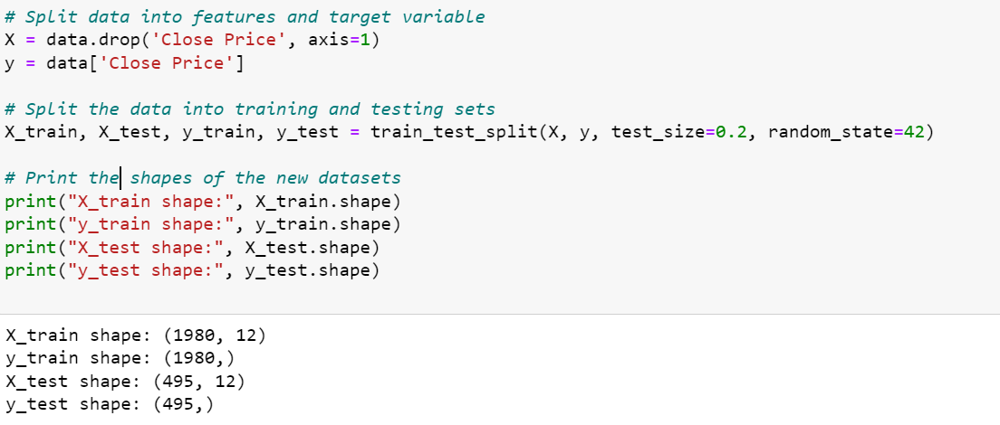 # Split data into features and target variable
X = data.drop('Close Price', axis=1)
y = data['Close Price']
# Split the data into training and testing sets
X_train, X_test, y_train, y_test = train_test_split(X, y, test_size=0.2, random_state=42)
# Print the shapes of the new datasets
print("X_train shape:", X_train.shape)
print("y_train shape:", y_train.shape)
print("X_test shape:", X_test.shape)
print("y_test shape:", y_test.shape)
X_train shape: (1980, 12)
y_train shape: (1980,)
X_test shape: (495, 12)
y_test shape: (495,)